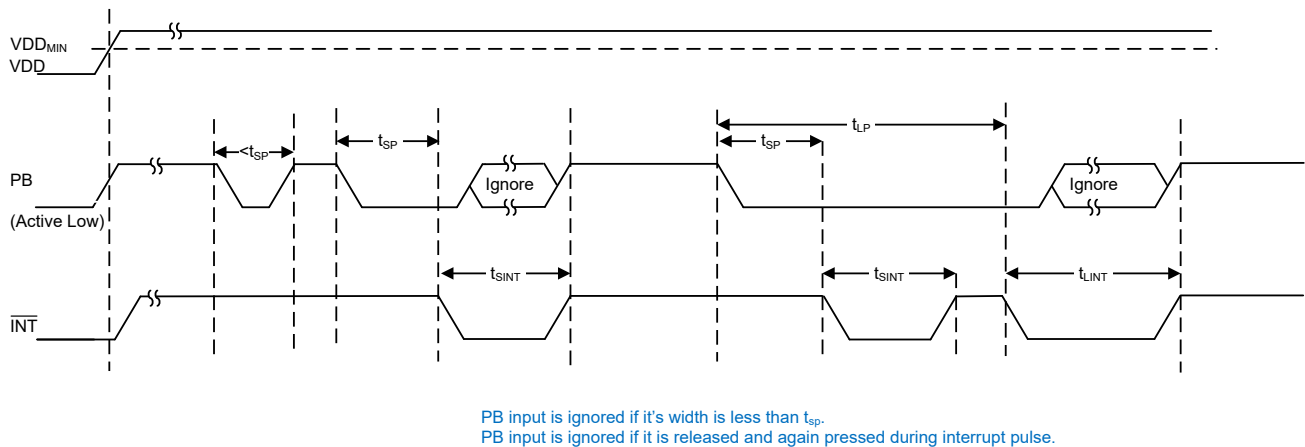 VDDMIN
VDD
tLP
<tSP
tSP
tSP
PB
(Active Low)
Ignore
Ignore
tSINT
tSINT
tLINT
INT
PB input is ignored if it's width is less than tsp.
PB input is ignored if it is released and again pressed during interrupt pulse.